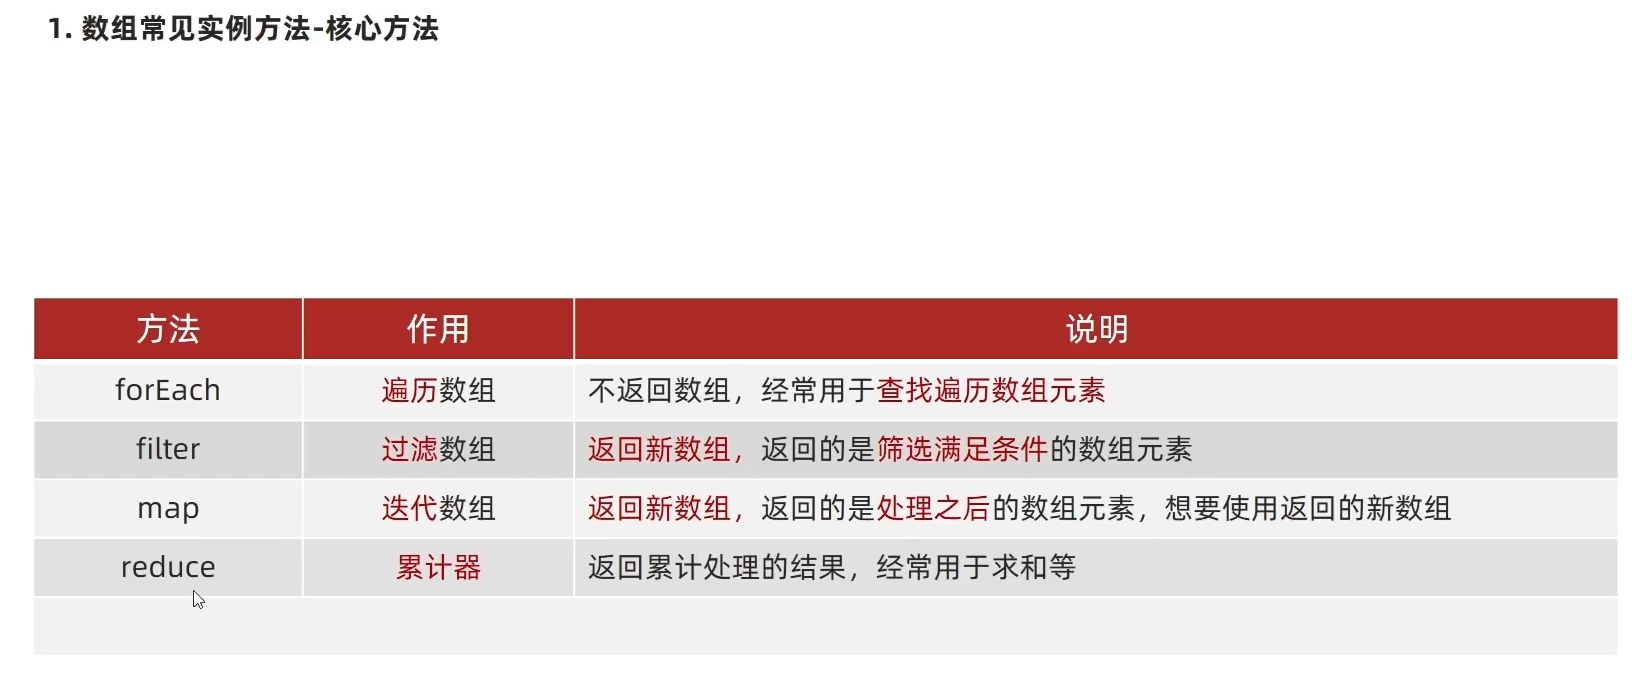 1. 数组常见实例方法-核心方法
方法 作用 说明
forEach 遍历数组 不返回数组，经常用于查找遍历数组元素
filter 过滤数组 返回新数组，返回的是筛选满足条件的数组元素
map 迭代数组 返回新数组，返回的是处理之后的数组元素，想要使用返回的新数组
reduce 累计器 返回累计处理的结果，经常用于求和等